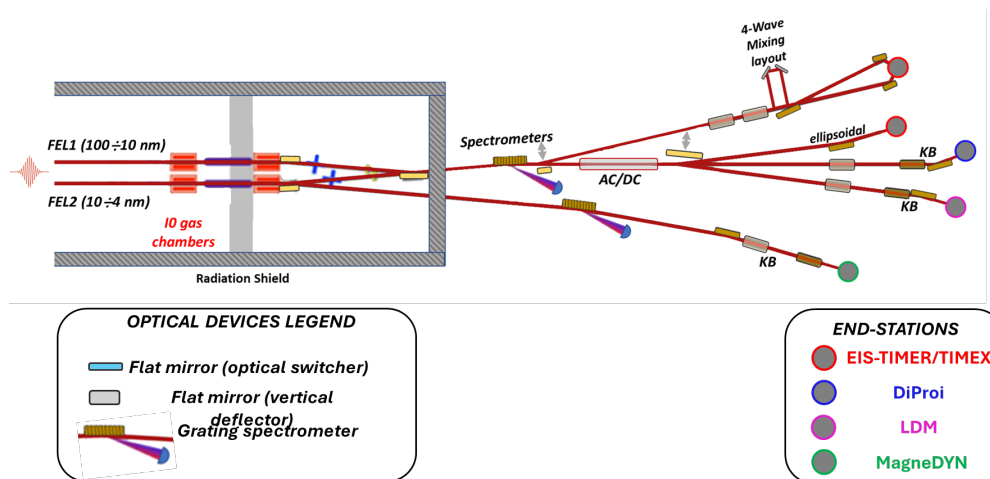 4-Wave
Mixing
layout
FEL1 (100÷10 nm)
Spectrometers
ellipsoidal
KB
AC/DC
FEL2 (10÷4 nm)
KB
I0 gas
chambers
KB
Radiation Shield
OPTICAL DEVICES LEGEND
Flat mirror (optical switcher)
Flat mirror (vertical
deflector)
Grating spectrometer
END-STATIONS
EIS-TIMER/TIMEX
DiProi
LDM
MagneDYN